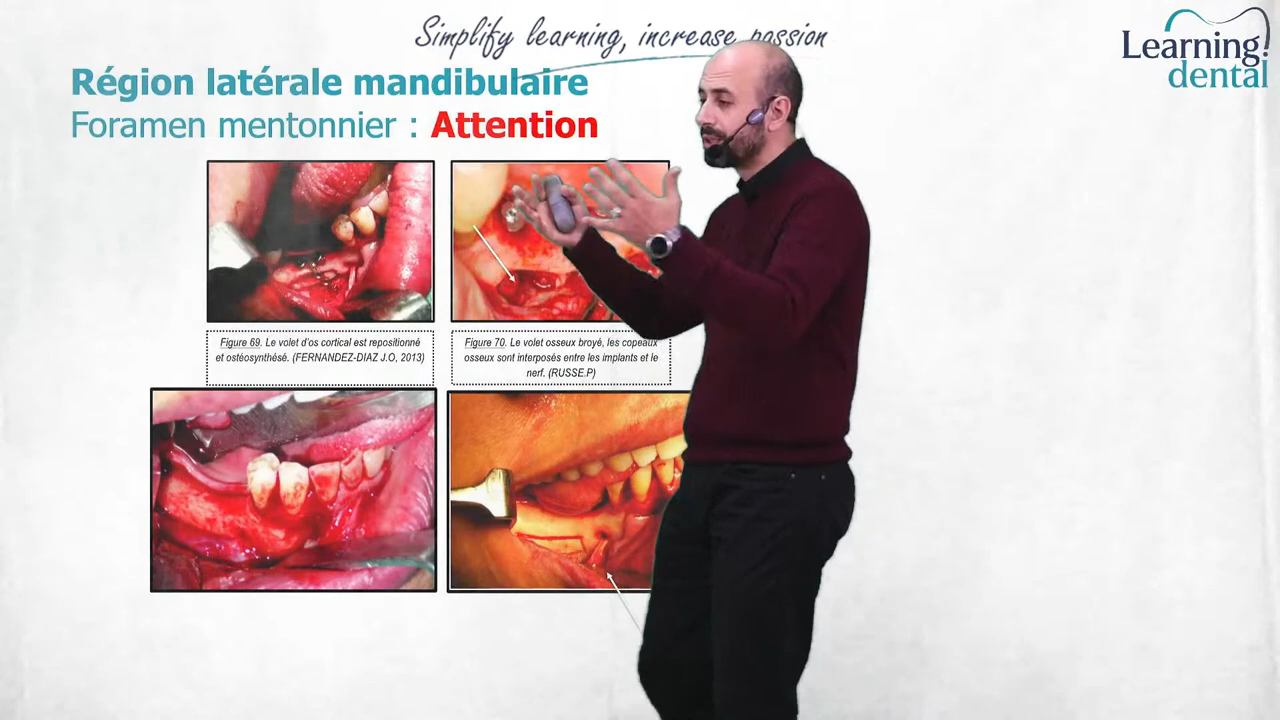 Simplify learning, increase passion
Learning!
dental
Région latérale mandibulaire
Foramen mentonnier : Attention
Figure 69. Le volet d'os cortical est repositionné
et ostéosynthésé. (FERNANDEZ-DIAZ J.O, 2013)
Figure 70. Le volet osseux broyé, les copeaux
osseux sont interposés entre les implants et le
nerf. (RUSSE.P)